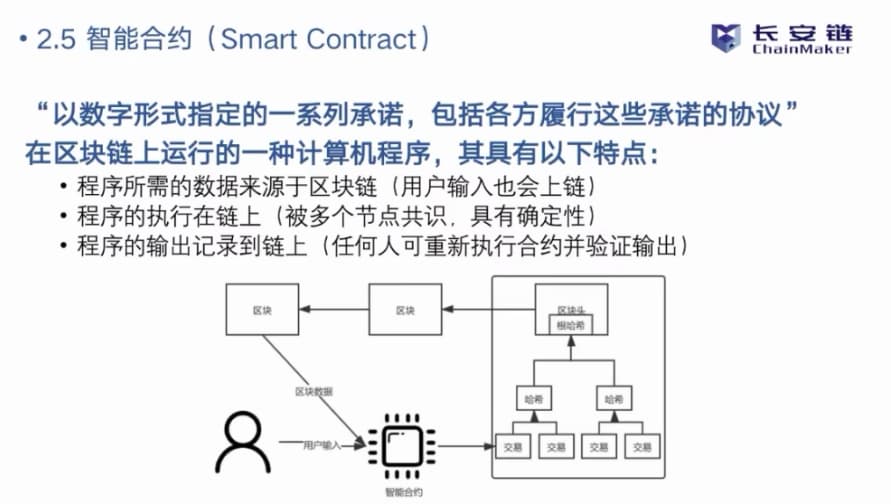 • 2.5 智能合约（Smart Contract）
长安链
ChainMaker
“以数字形式指定的一系列承诺，包括各方履行这些承诺的协议”
在区块链上运行的一种计算机程序，其具有以下特点：
• 程序所需的数据来源于区块链（用户输入也会上链）
• 程序的执行在链上（被多个节点共识，具有确定性）
• 程序的输出记录到链上（任何人可重新执行合约并验证输出）
区块
区块
区块头
根哈希
区块数据
哈希
哈希
用户输入
交易
交易
交易
交易
智能合约